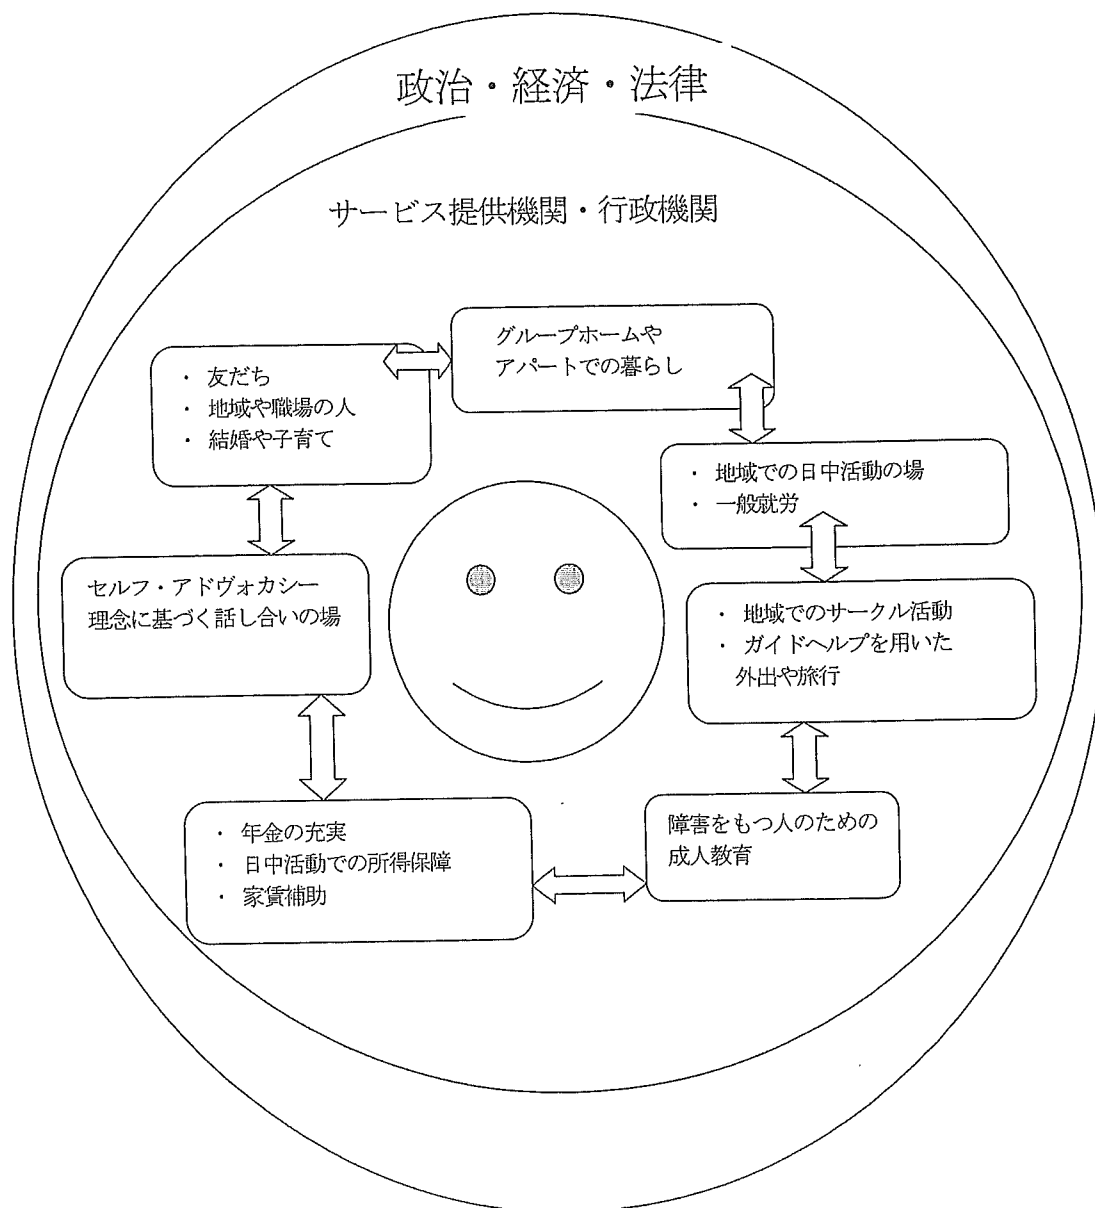 政治・経済・法律
サービス提供機関・行政機関
グループホームや
アパートでの暮らし
・ 友だち
・ 地域や職場の人
・ 結婚や子育て
・ 地域での日中活動の場
・ 一般就労
セルフ・アドヴォカシー
理念に基づく話し合いの場
・ 地域でのサークル活動
・ ガイドヘルプを用いた
外出や旅行
・ 年金の充実
・ 日中活動での所得保障
・ 家賃補助
障害をもつ人のための
成人教育